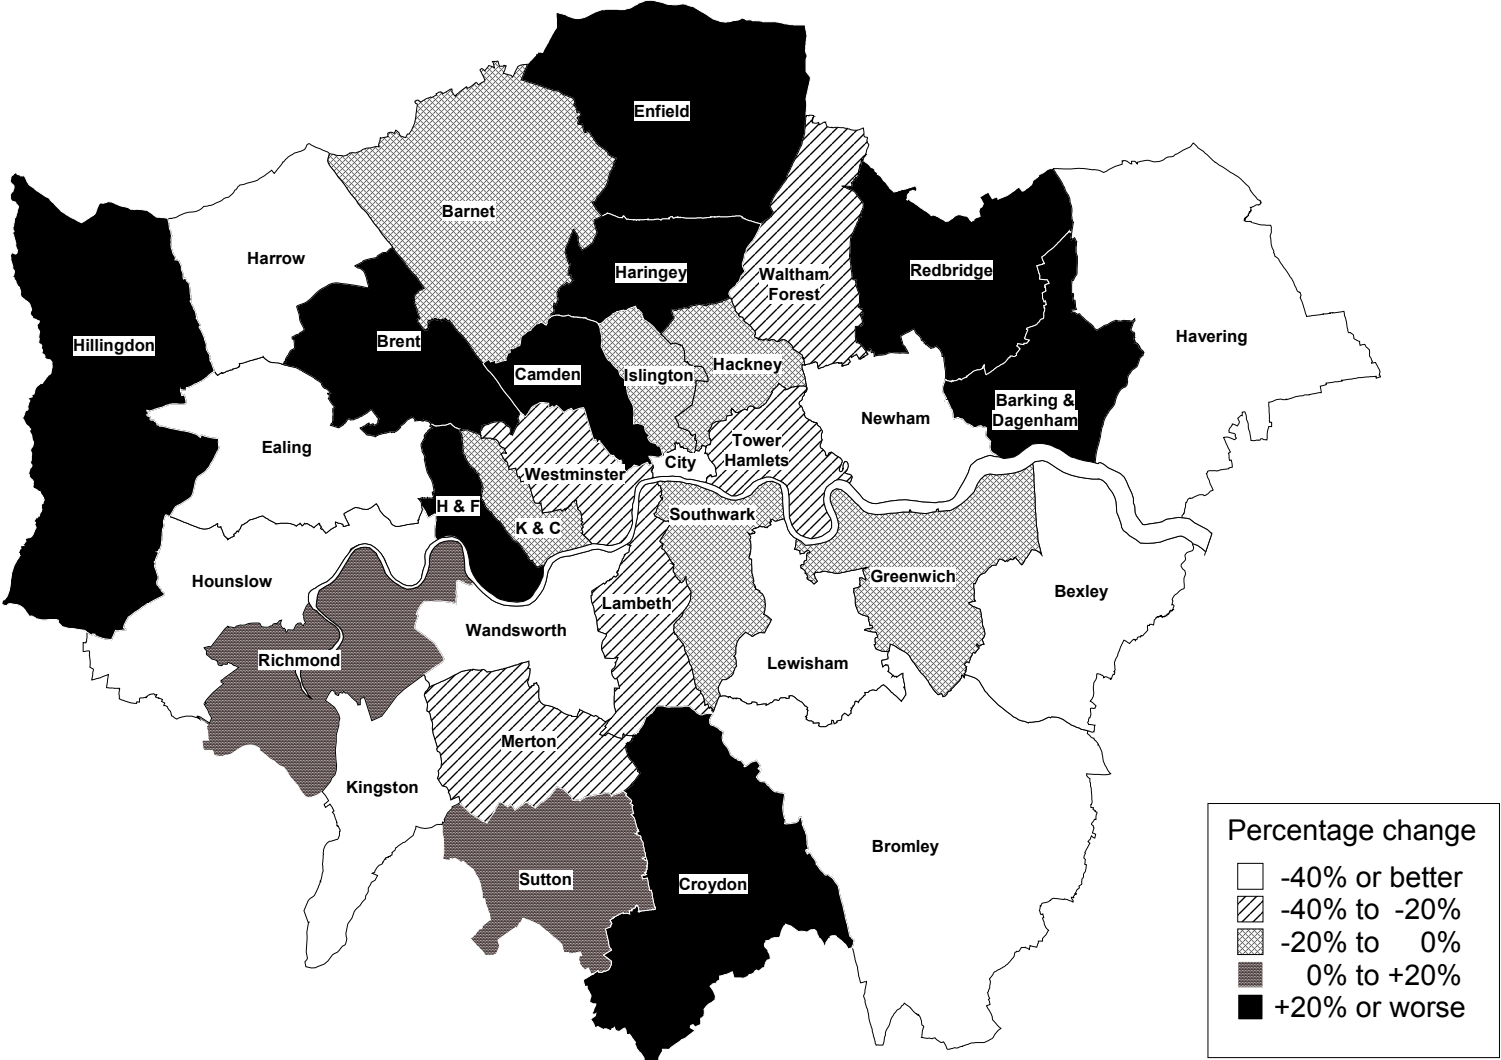 Enfield
Barnet
Harrow
Haringey
Waltham
Forest
Redbridge
Hillingdon
Brent
Camden
Islington
Hackney
Havering
Barking &
Dagenham
Newham
Ealing
Tower
Hamlets
City
Westminster
H & F
K & C
Southwark
Hounslow
Greenwich
Bexley
Lambeth
Wandsworth
Richmond
Lewisham
Merton
Kingston
Bromley
Sutton
Croydon
Percentage change
-40% or better
-40% to -20%
-20% to 0%
0% to +20%
+20% or worse